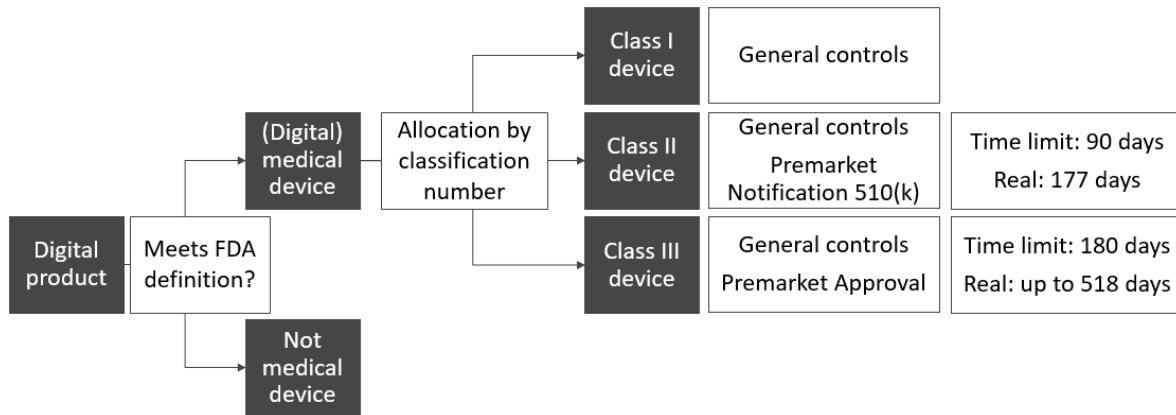 Digital
product
Meets FDA
definition?
(Digital)
medical
device
Not
medical
device
Allocation by
classification
number
Class I
device
General controls
Class II
device
General controls
Premarket
Notification 510(k)
Time limit: 90 days
Real: 177 days
Class III
device
General controls
Premarket Approval
Time limit: 180 days
Real: up to 518 days